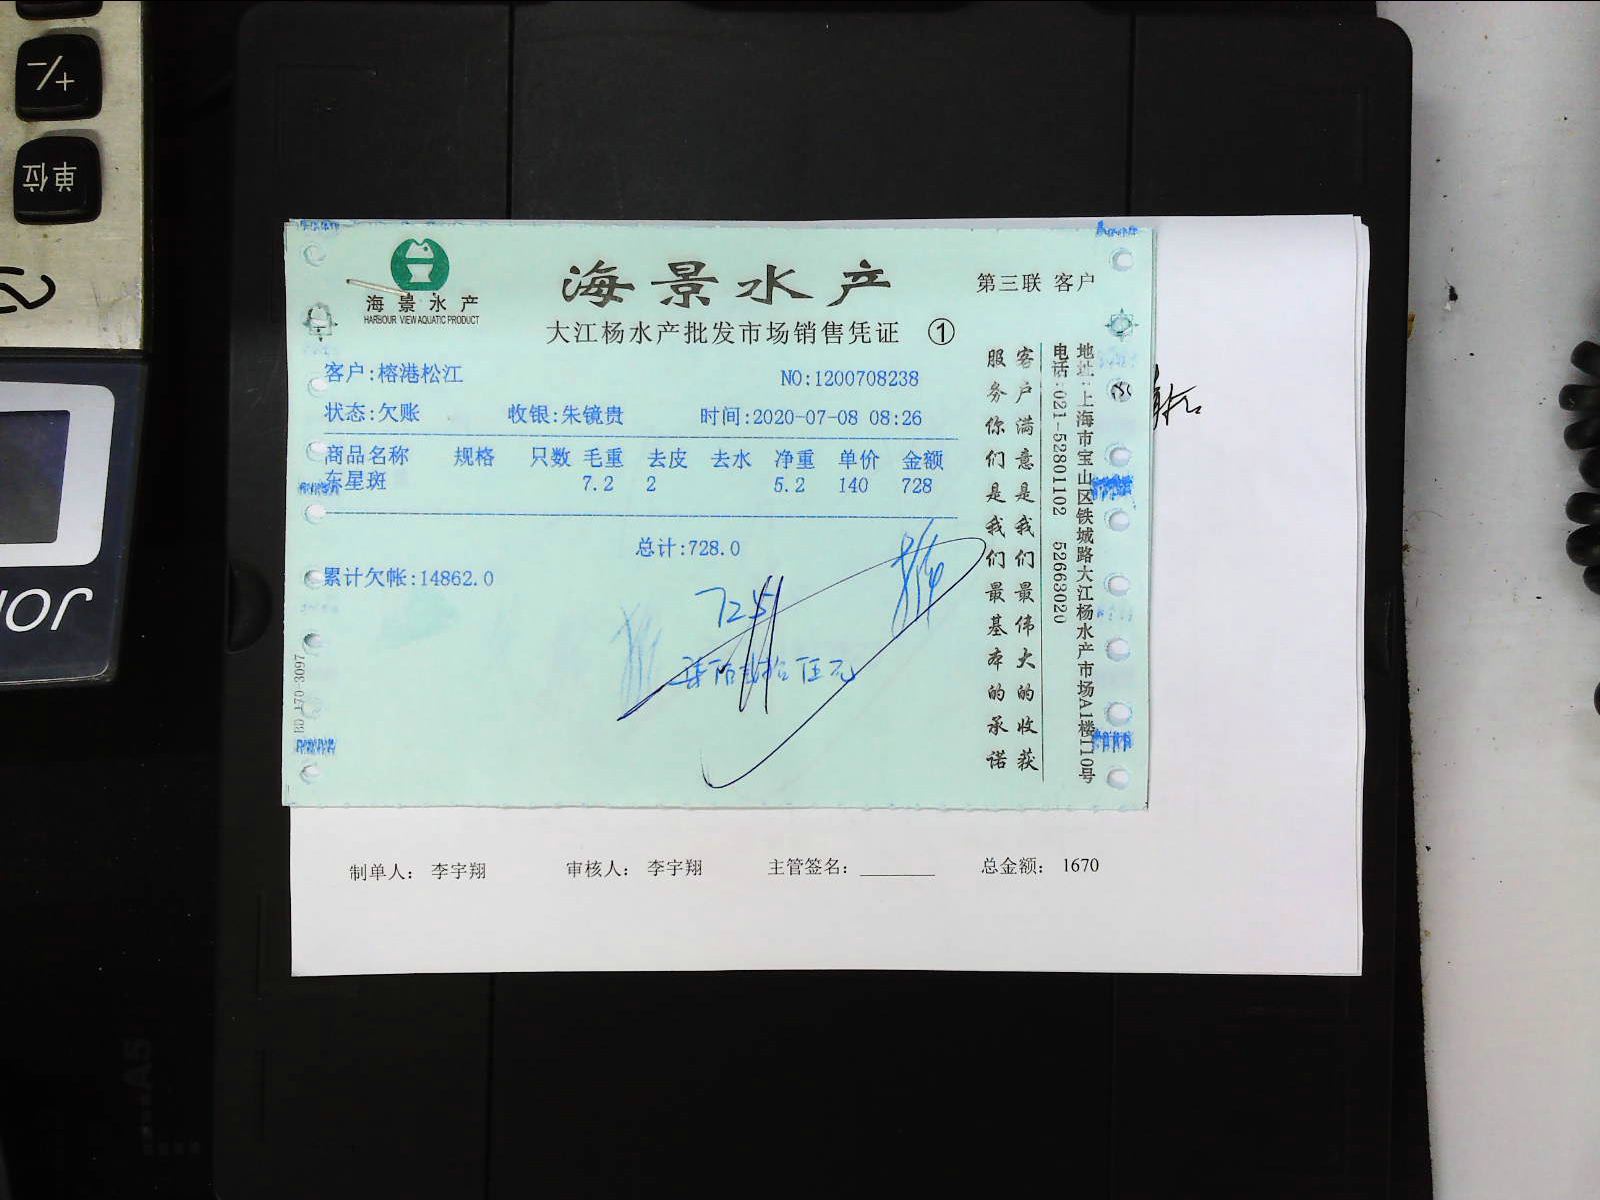 +/-
单位
海景水产
HARBOUR VIEW AQUATIC PRODUCT
海景水产
第三联 客户
大江杨水产批发市场销售凭证 ①
客户:榕港松江
NO:1200708238
状态:欠账 收银:朱镜贵 时间:2020-07-08 08:26
商品名称 规格 只数 毛重 去皮 去水 净重 单价 金额
东星斑 7.2 2 5.2 140 728
总计:728.0
累计欠帐:14862.0
725
客户满意是我们最伟大的收获
服务你们是我们最基本的承诺
地址:上海市宝山区铁城路大江杨水产市场A1楼110号
电话:021-52801102 52663020
制单人: 李宇翔 审核人: 李宇翔 主管签名: 总金额: 1670